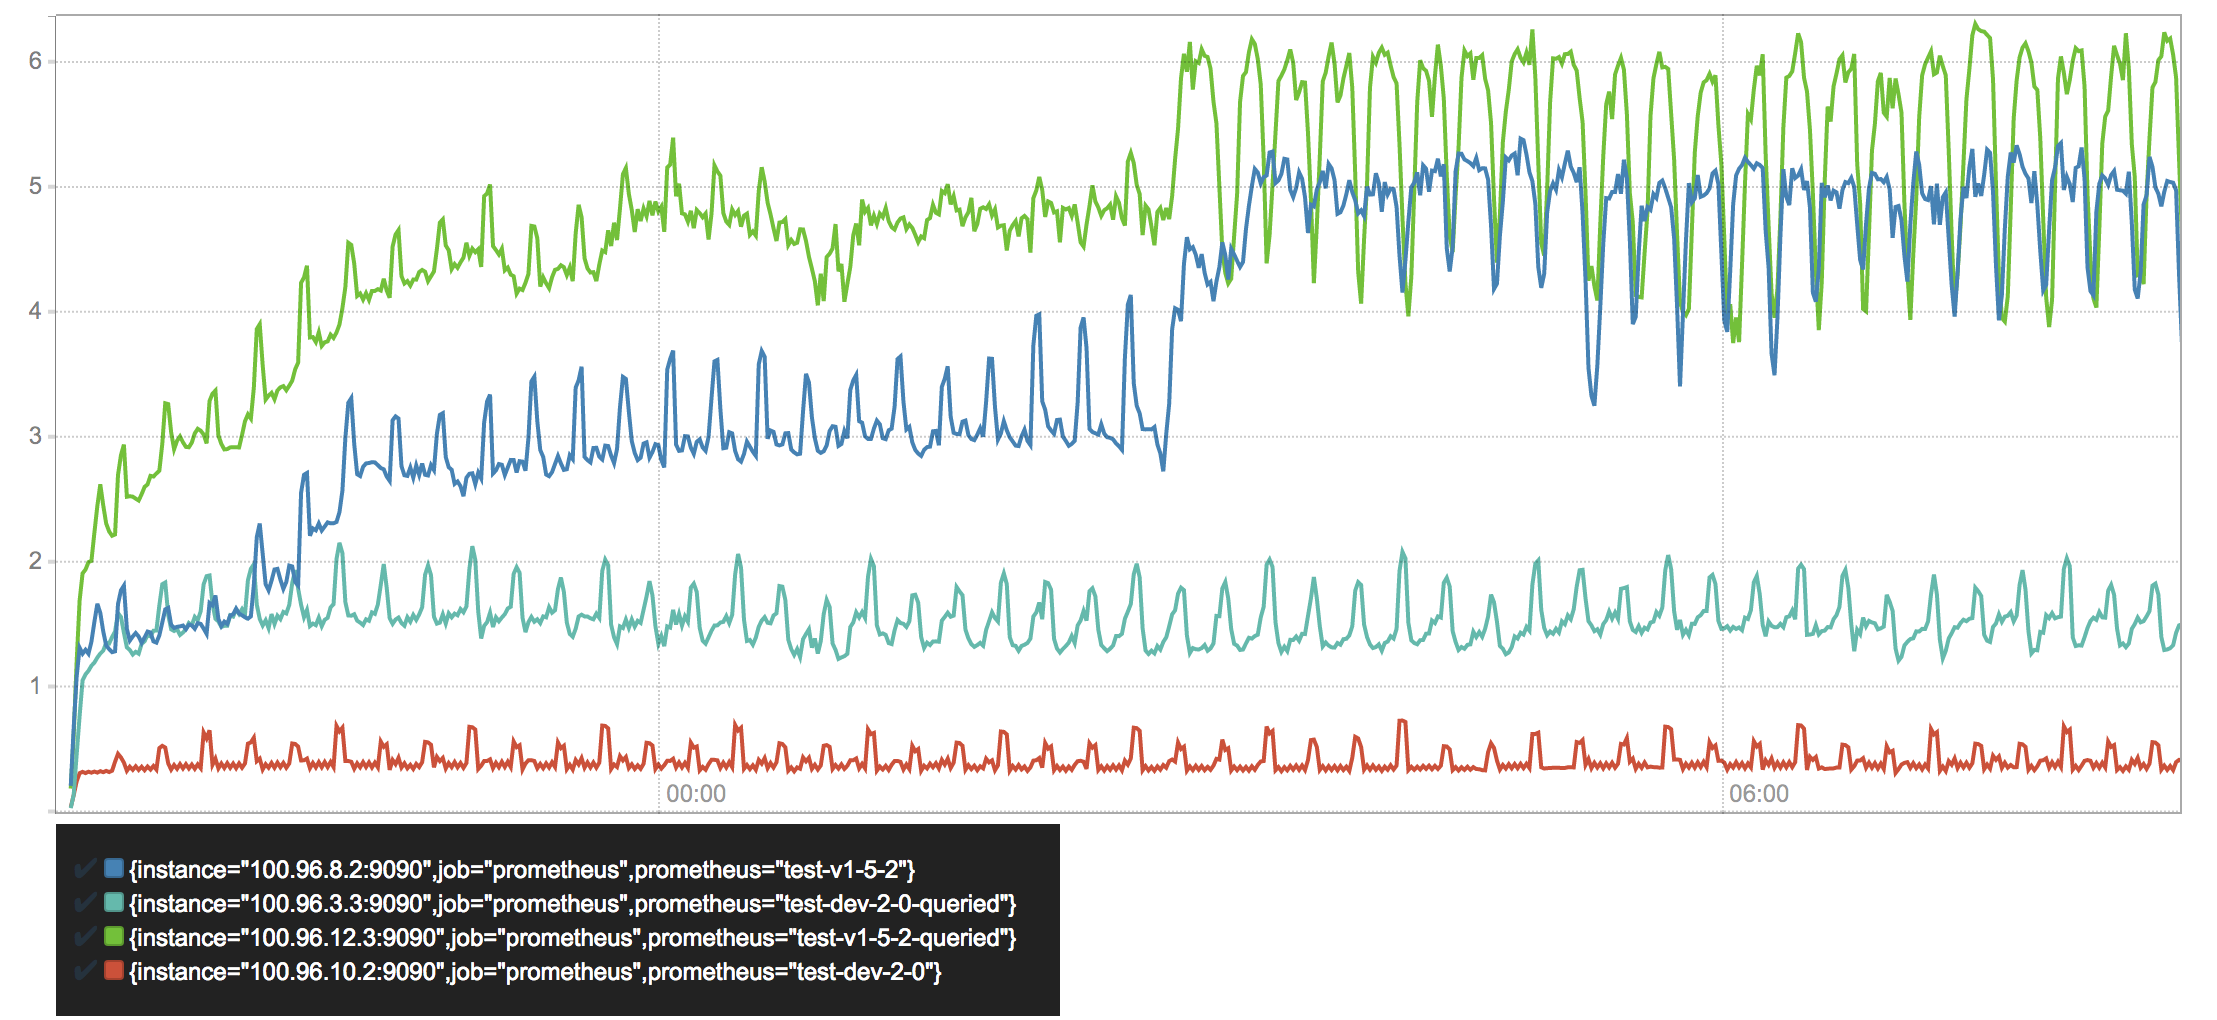 6
5
4
3
2
1
00:00
06:00
{instance="100.96.8.2:9090",job="prometheus",prometheus="test-v1-5-2"}
{instance="100.96.3.3:9090",job="prometheus",prometheus="test-dev-2-0-queried"}
{instance="100.96.12.3:9090",job="prometheus",prometheus="test-v1-5-2-queried"}
{instance="100.96.10.2:9090",job="prometheus",prometheus="test-dev-2-0"}